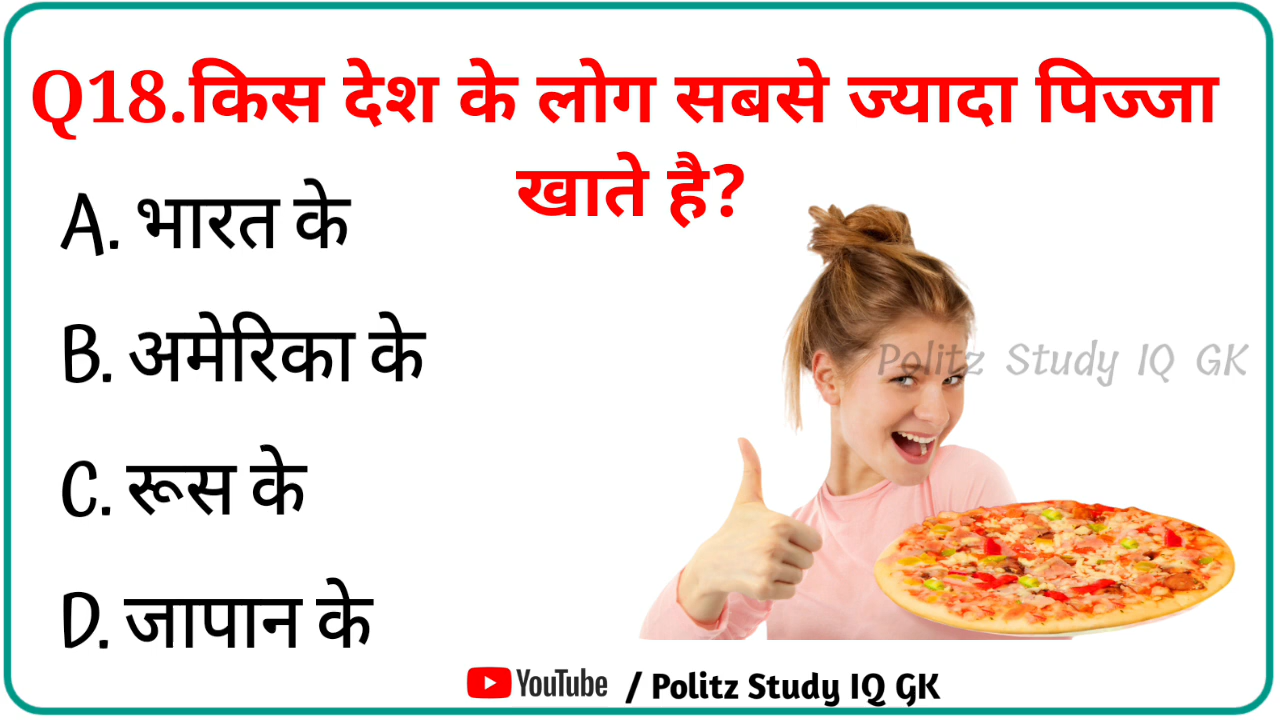 Q18.किस देश के लोग सबसे ज्यादा पिज्जा
खाते है?
A. भारत के
B. अमेरिका के
Politz Study IQ GK
C. रूस के
D. जापान के
YouTube / Politz Study IQ GK